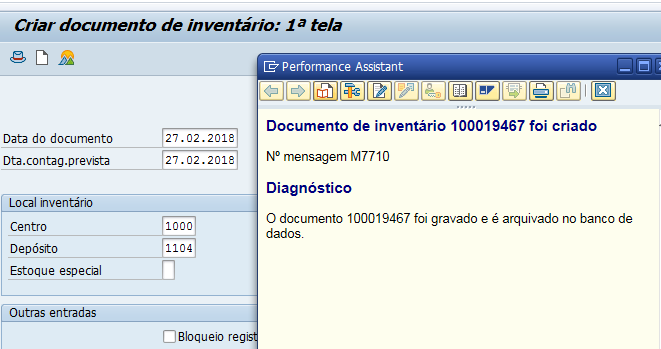 Criar documento de inventário: 1ª tela
Performance Assistant
Data do documento 27.02.2018
Dta.contag.prevista 27.02.2018
Local inventário
Centro 1000
Depósito 1104
Estoque especial
Outras entradas
Bloqueio regist
Documento de inventário 100019467 foi criado
Nº mensagem M7710
Diagnóstico
O documento 100019467 foi gravado e é arquivado no banco de
dados.